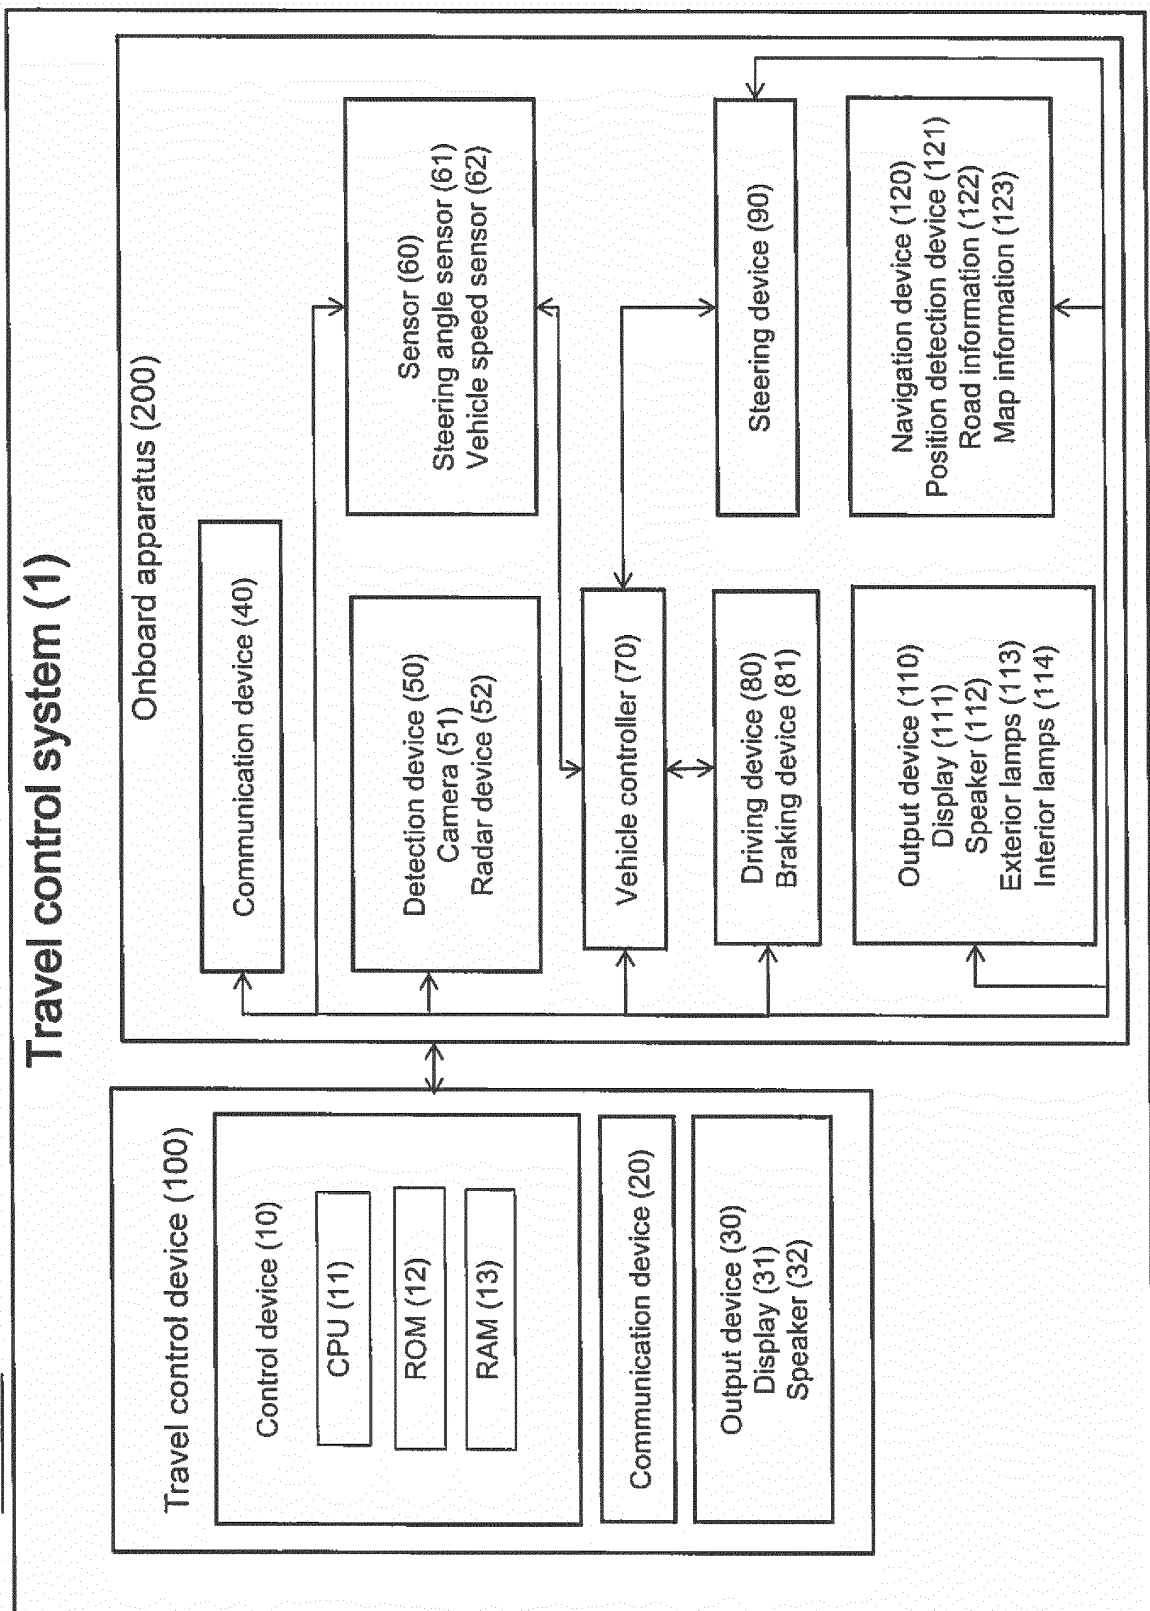 Travel control system (1)
Travel control device (100)
Control device (10)
CPU (11)
ROM (12)
RAM (13)
Communication device (20)
Output device (30)
Display (31)
Speaker (32)
Onboard apparatus (200)
Communication device (40)
Detection device (50)
Camera (51)
Radar device (52)
Sensor (60)
Steering angle sensor (61)
Vehicle speed sensor (62)
Vehicle controller (70)
Driving device (80)
Braking device (81)
Steering device (90)
Output device (110)
Display (111)
Speaker (112)
Exterior lamps (113)
Interior lamps (114)
Navigation device (120)
Position detection device (121)
Road information (122)
Map information (123)